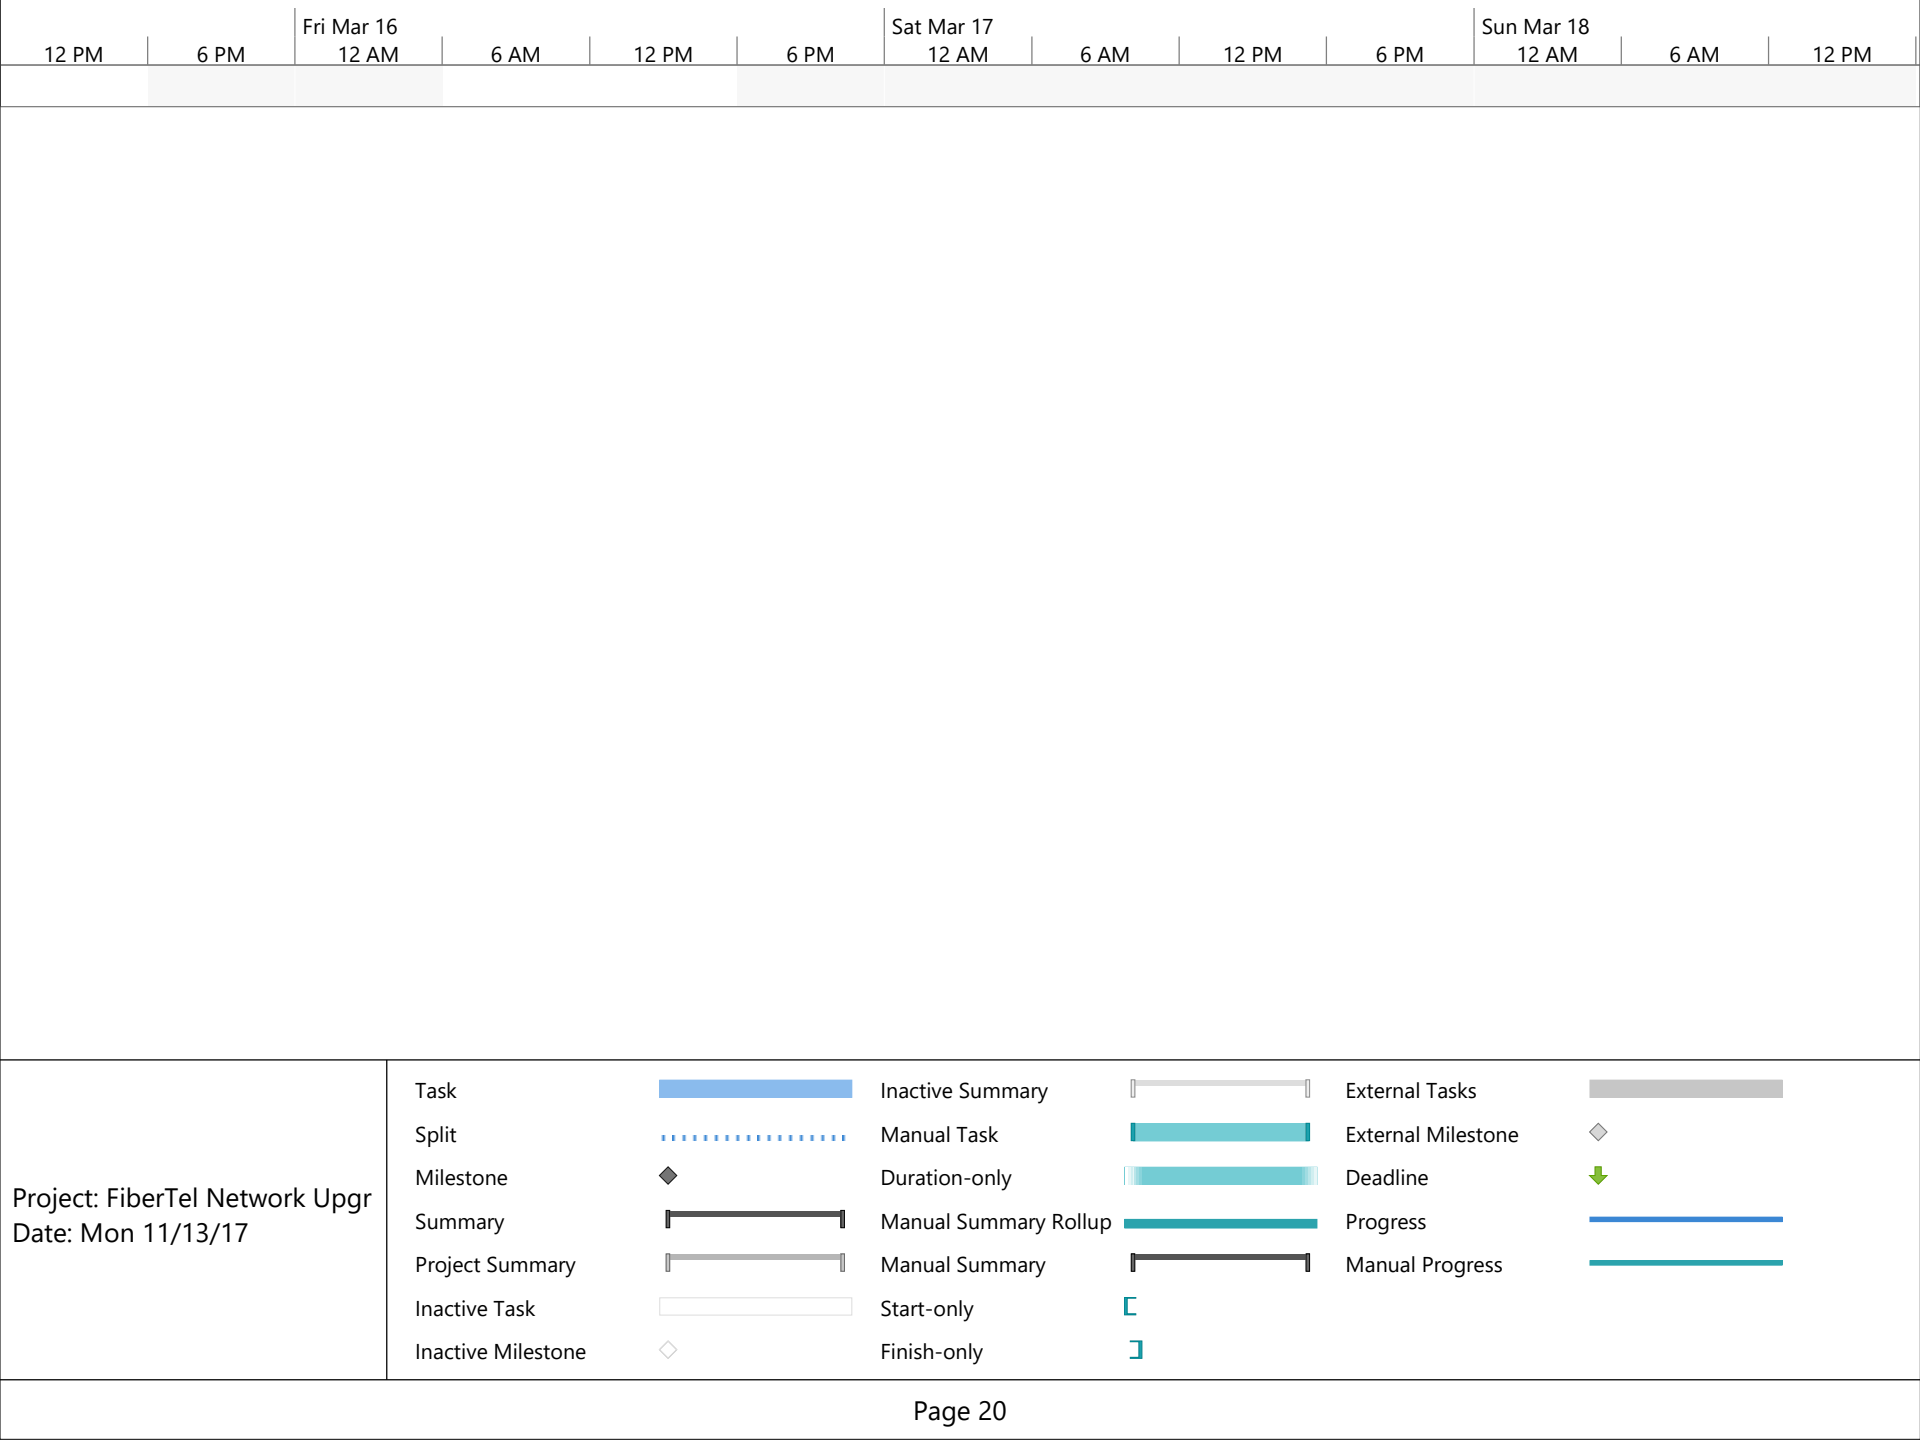 Fri Mar 16 Sat Mar 17 Sun Mar 18
12 PM 6 PM 12 AM 6 AM 12 PM 6 PM 12 AM 6 AM 12 PM 6 PM 12 AM 6 AM 12 PM
Project: FiberTel Network Upgr
Date: Mon 11/13/17
Task
Split
Milestone
Summary
Project Summary
Inactive Task
Inactive Milestone
Inactive Summary
Manual Task
Duration-only
Manual Summary Rollup
Manual Summary
Start-only
Finish-only
External Tasks
External Milestone
Deadline
Progress
Manual Progress
Page 20